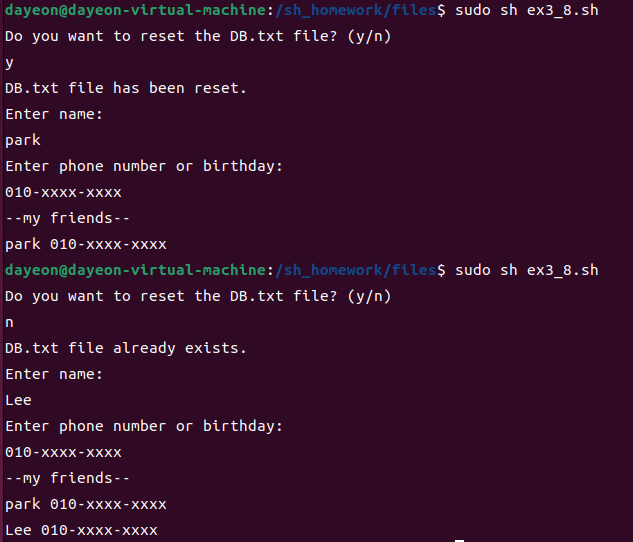 dayeon@dayeon-virtual-machine:/sh_homework/files$ sudo sh ex3_8.sh
Do you want to reset the DB.txt file? (y/n)
y
DB.txt file has been reset.
Enter name:
park
Enter phone number or birthday:
010-xxxx-xxxx
--my friends--
park 010-xxxx-xxxx
dayeon@dayeon-virtual-machine:/sh_homework/files$ sudo sh ex3_8.sh
Do you want to reset the DB.txt file? (y/n)
n
DB.txt file already exists.
Enter name:
Lee
Enter phone number or birthday:
010-xxxx-xxxx
--my friends--
park 010-xxxx-xxxx
Lee 010-xxxx-xxxx